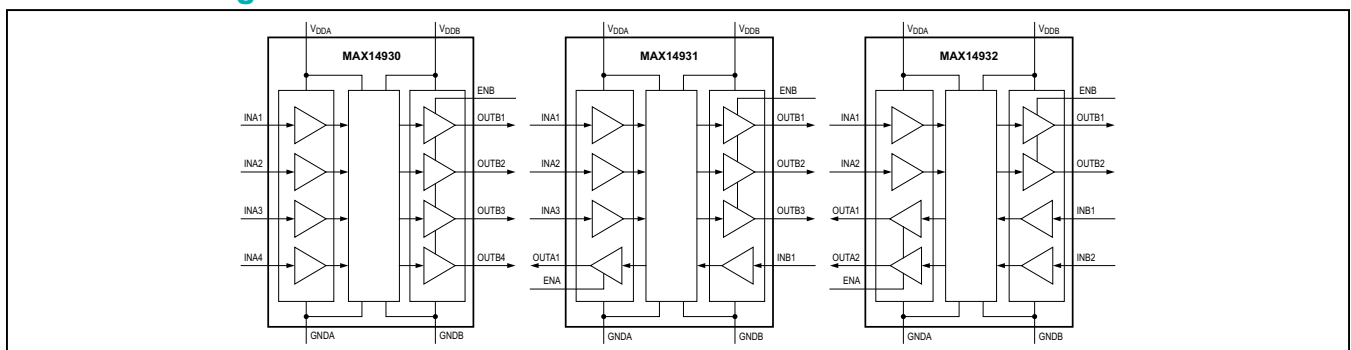 VDDA
VDDB
MAX14930
ENB
INA1
OUTB1
INA2
OUTB2
INA3
OUTB3
INA4
OUTB4
GNDA
GNDB
VDDA
VDDB
MAX14931
ENB
INA1
OUTB1
INA2
OUTB2
INA3
OUTB3
OUTA1
INB1
ENA
GNDA
GNDB
VDDA
VDDB
MAX14932
ENB
INA1
OUTB1
INA2
OUTB2
OUTA1
INB1
OUTA2
INB2
ENA
GNDA
GNDB